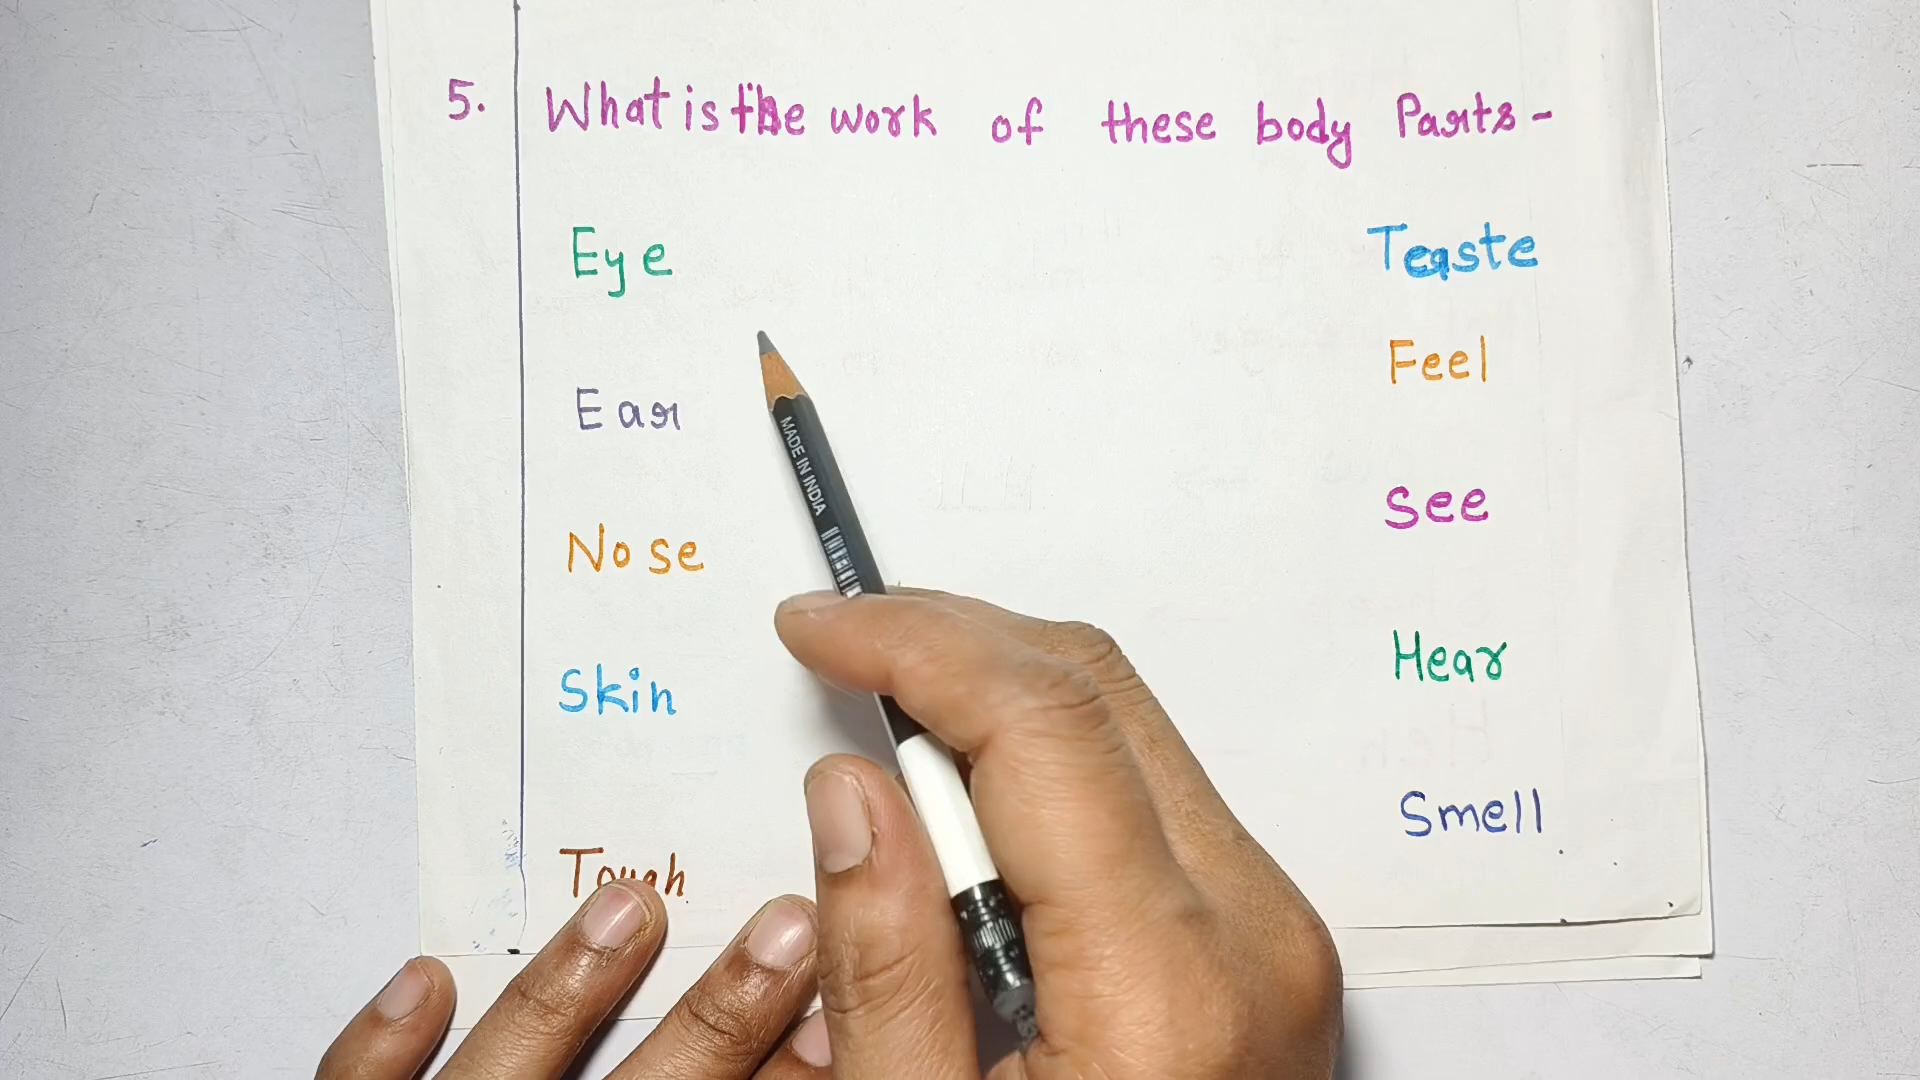 5. What is the work of these body Parts-
Eye Teaste
Feel
Ear
See
Nose
Hear
Skin
Smell
Tough
MADE IN INDIA